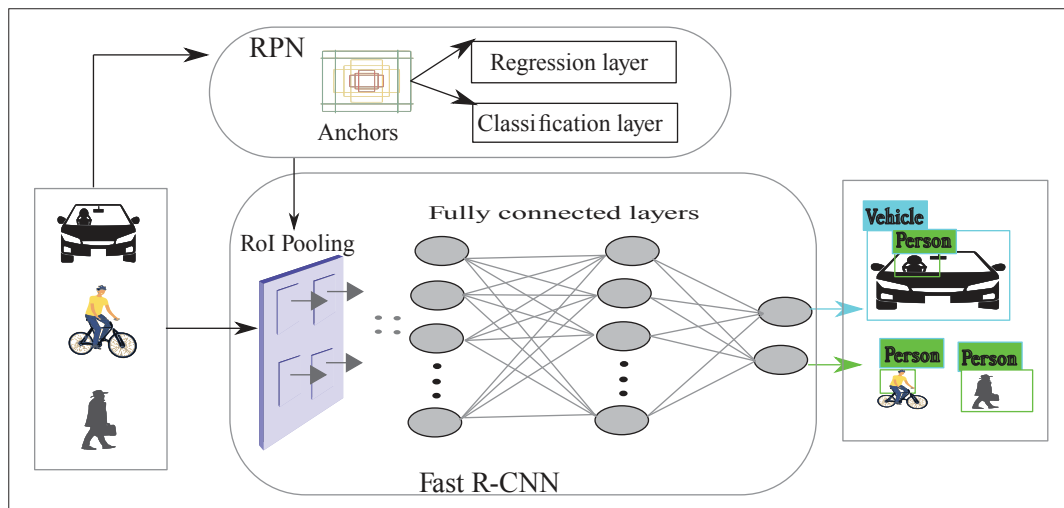 RPN
Regression layer
Anchors
Classification layer
Fully connected layers
RoI Pooling
Fast R-CNN
Vehicle
Person
Person
Person